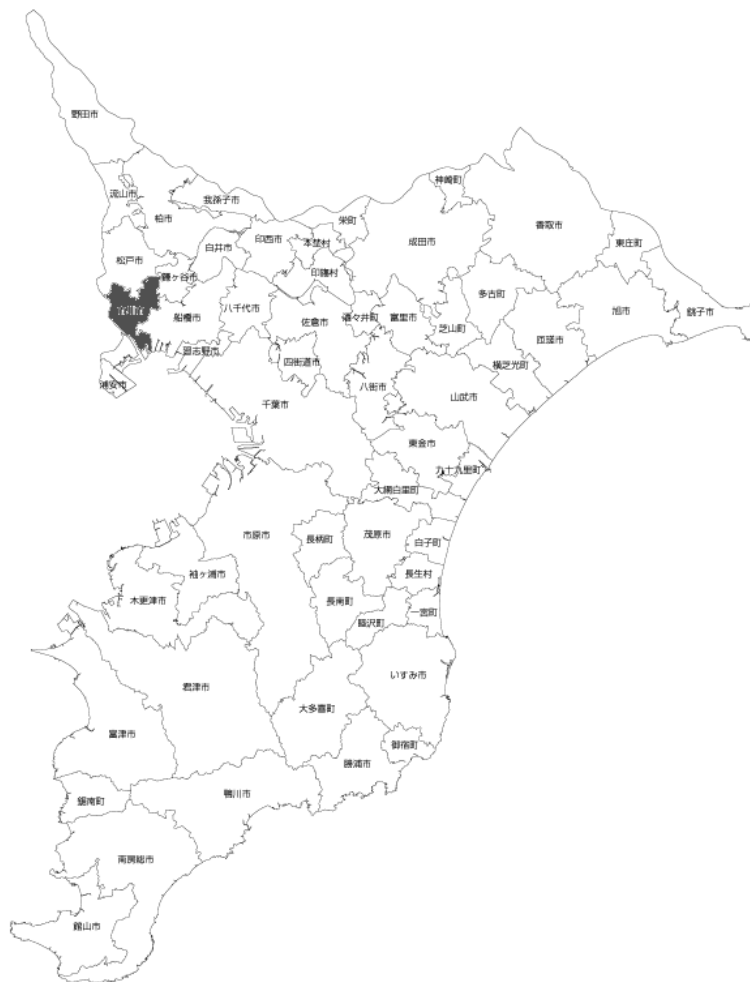 野田市
流山市
我孫子市
柏市
神崎町
栄町
香取市
成田市
印西市
本埜村
白井市
東庄町
松戸市
印旛村
鎌ヶ谷市
多古町
八千代市
市川市
船橋市
佐倉市
酒々井町
富里市
芝山町
旭市
銚子市
匝瑳市
習志野市
四街道市
横芝光町
浦安市
八街市
山武市
千葉市
東金市
九十九里町
大網白里町
市原市
長柄町
茂原市
白子町
袖ヶ浦市
長生村
木更津市
長南町
一宮町
睦沢町
いすみ市
君津市
大多喜町
富津市
御宿町
勝浦市
鴨川市
鋸南町
南房総市
館山市